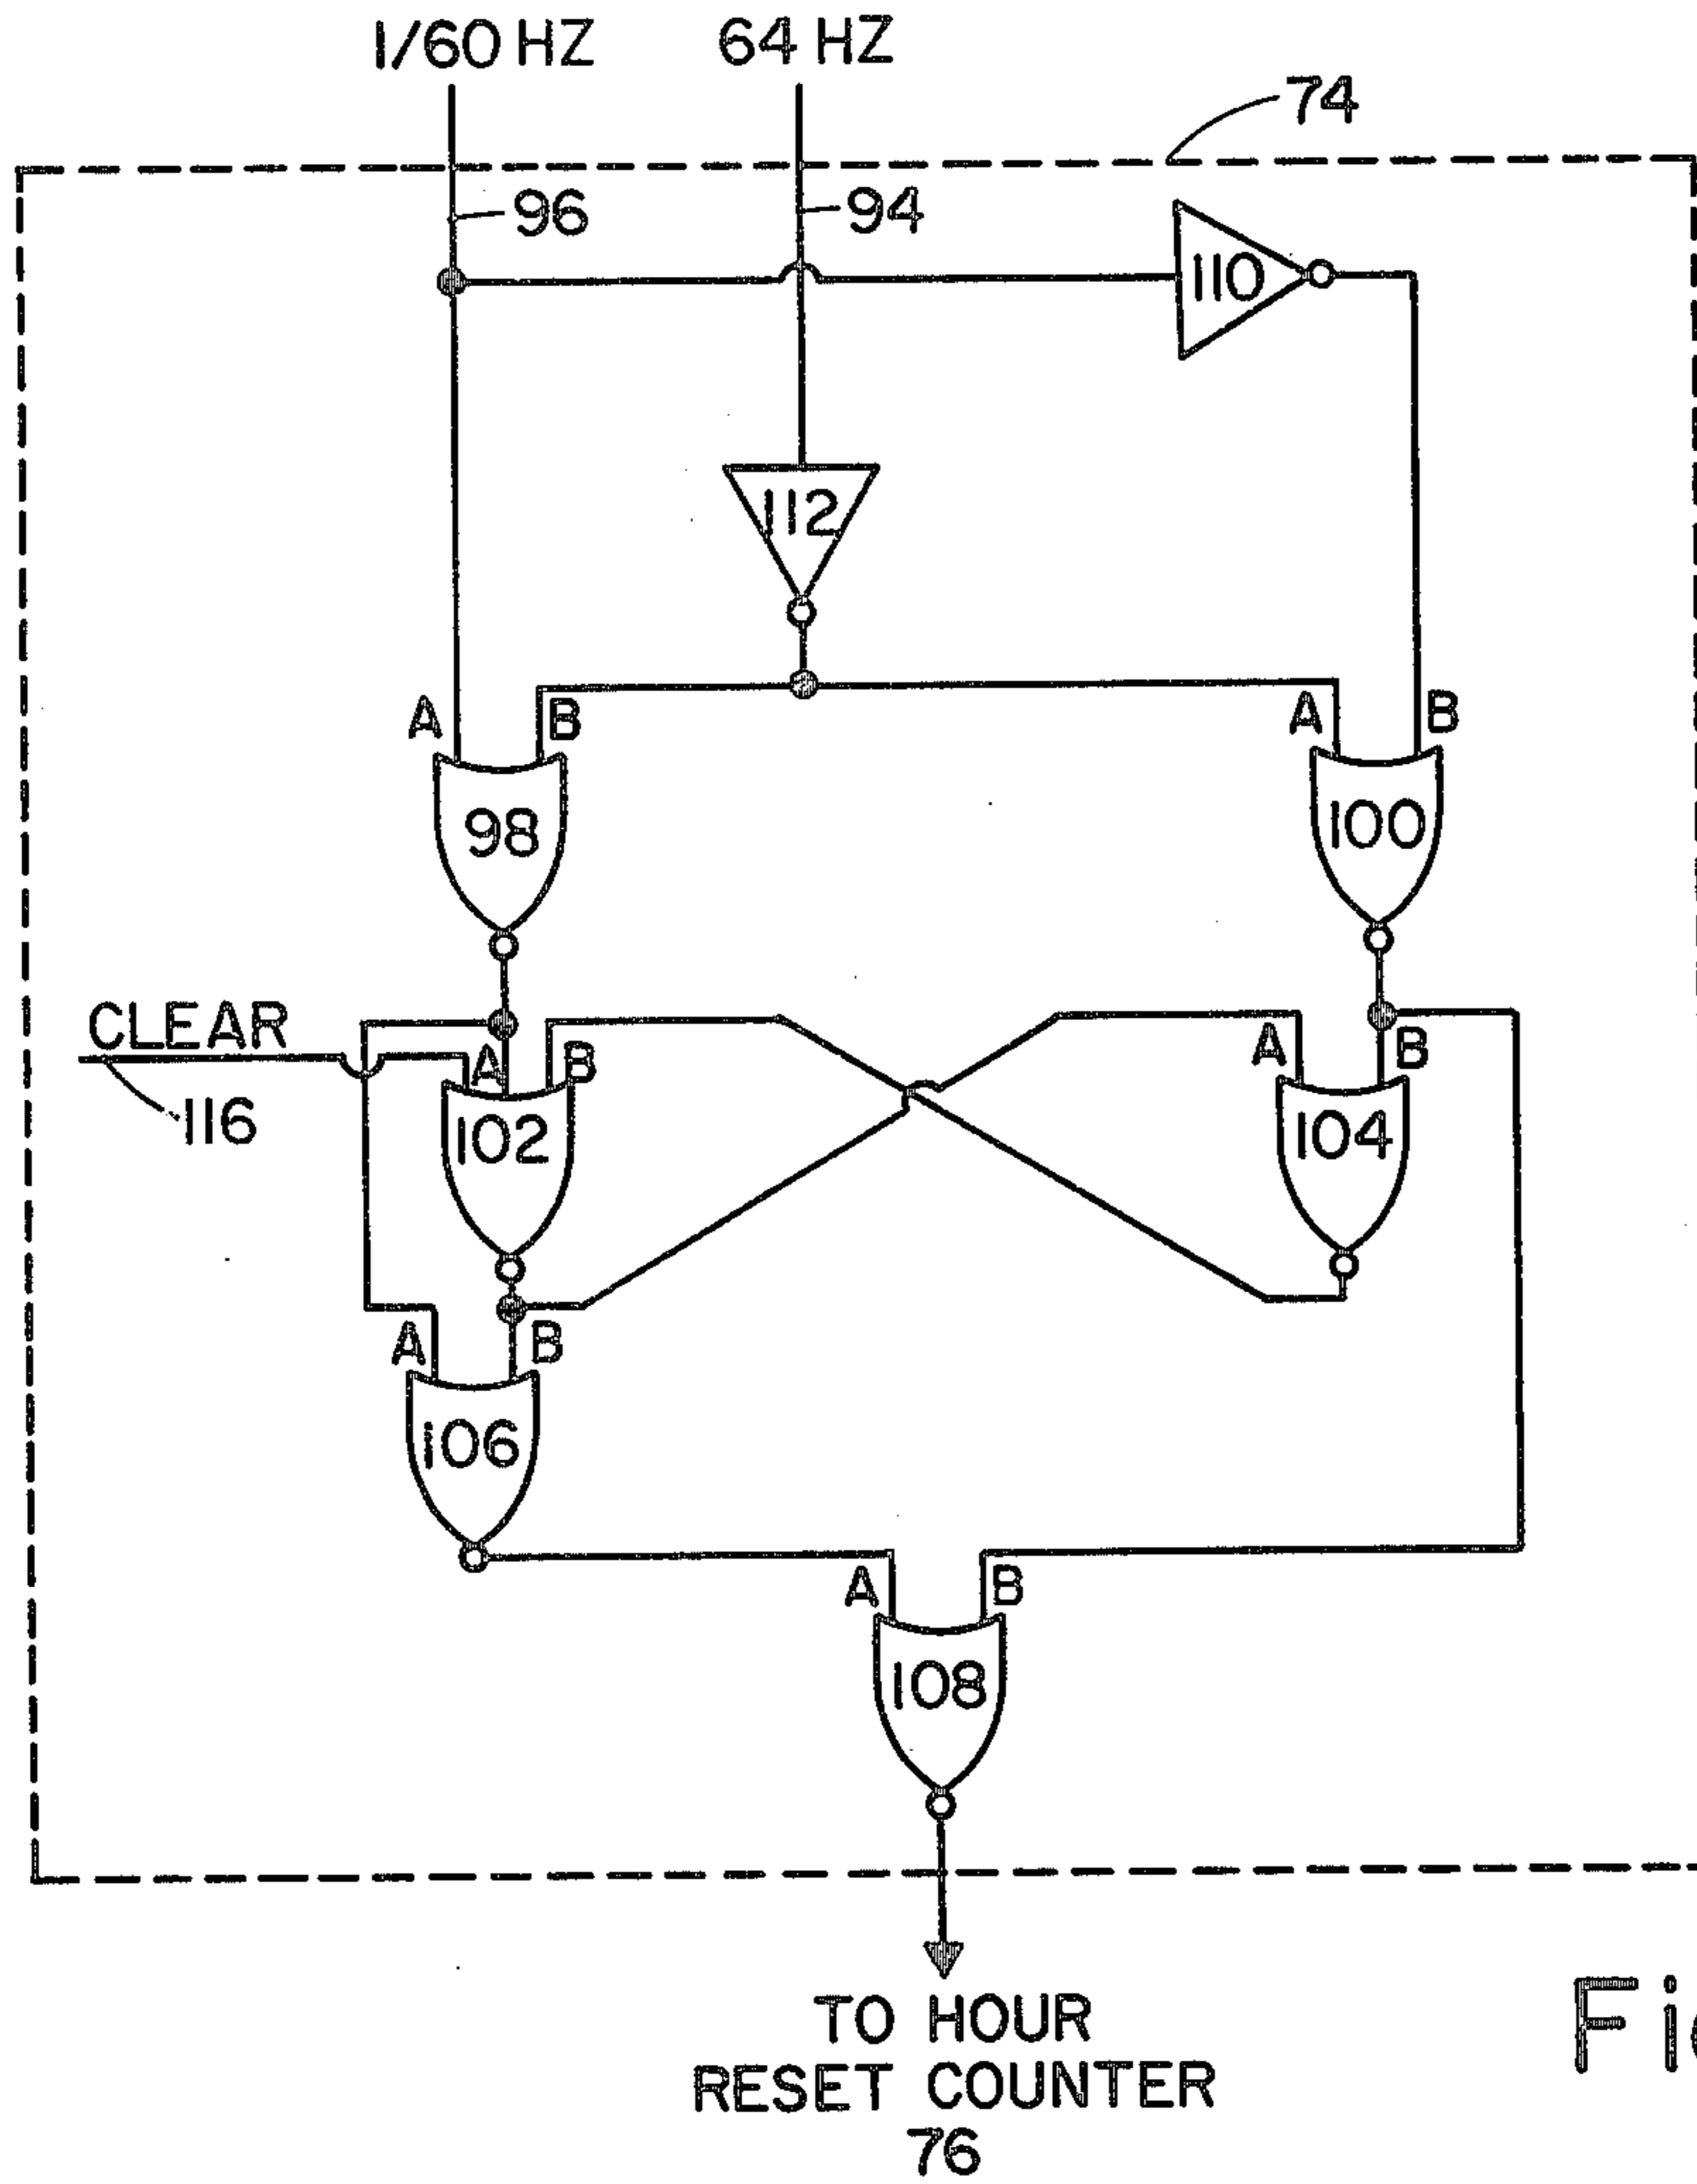 1/60 HZ
64 HZ
74
96
94
110
112
A
B
A
B
98
100
CLEAR
A
B
A
B
116
102
104
A
B
106
A
B
108
TO HOUR
RESET COUNTER
76